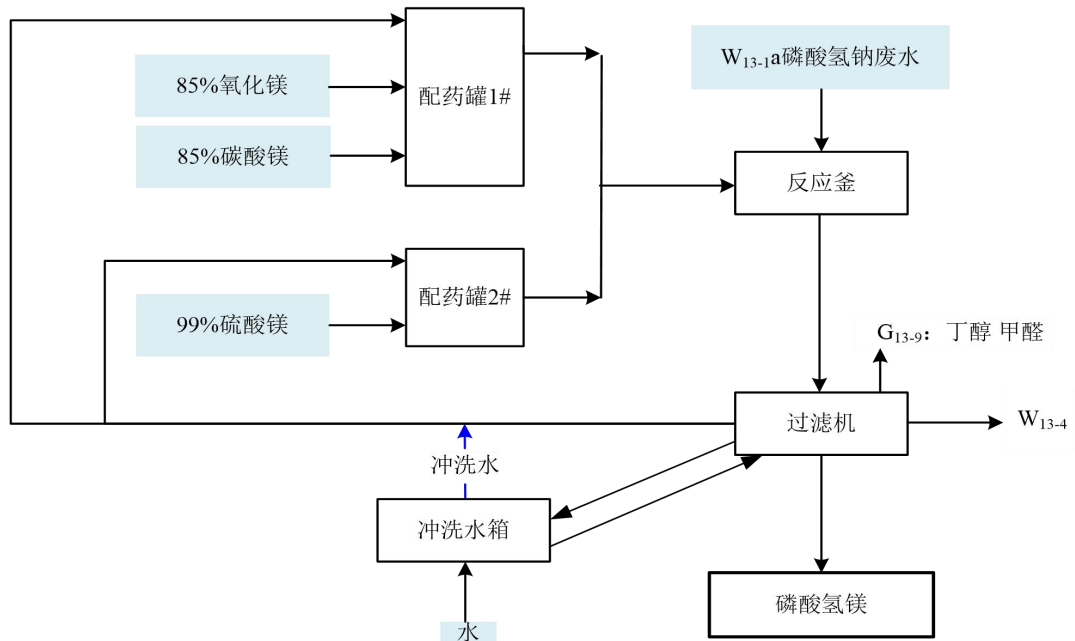 W13-1a磷酸氢钠废水
85%氧化镁
配药罐1#
85%碳酸镁
反应釜
配药罐2#
99%硫酸镁
G13-9：丁醇 甲醛
过滤机
W13-4
冲洗水
冲洗水箱
磷酸氢镁
水